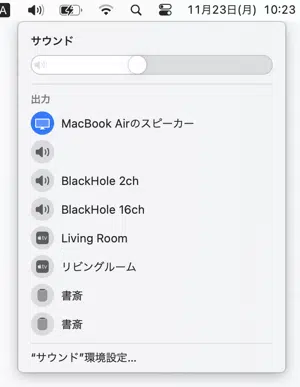 A 11月23日(月) 10:23
サウンド
出力
MacBook Airのスピーカー
BlackHole 2ch
BlackHole 16ch
Living Room
リビングルーム
書斎
書斎
“サウンド”環境設定...